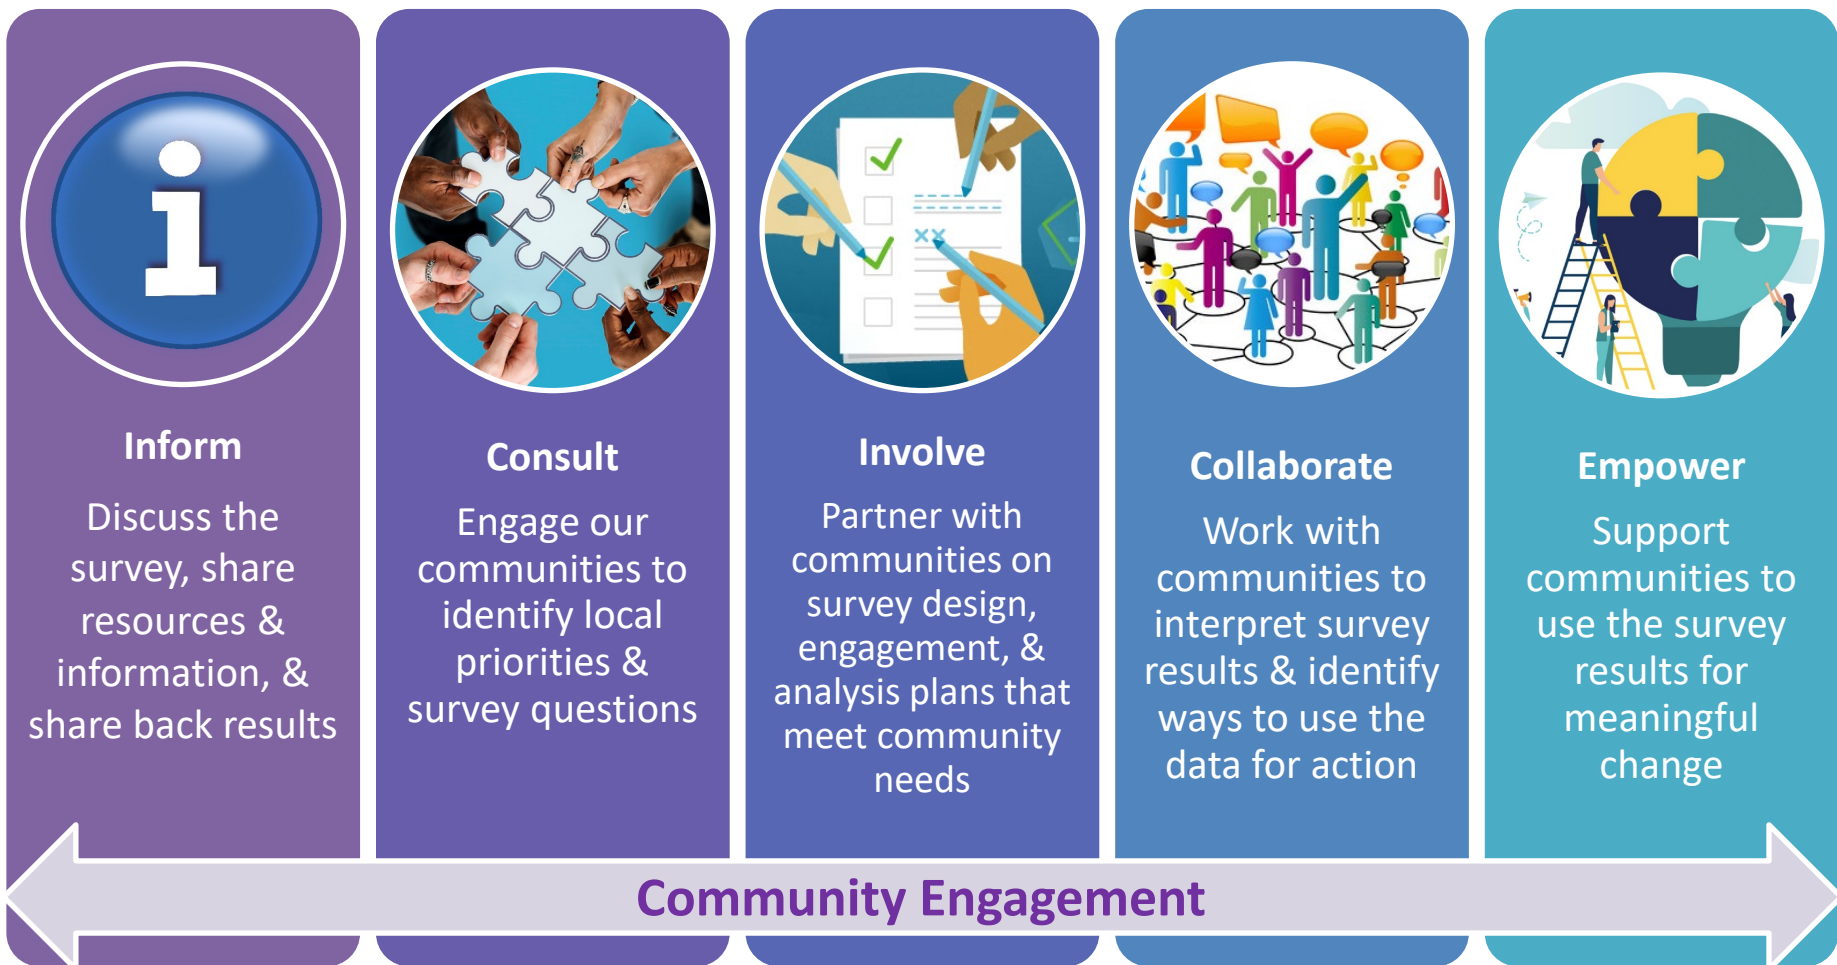 Inform
Discuss the
survey, share
resources &
information, &
share back results
Consult
Engage our
communities to
identify local
priorities &
survey questions
Involve
Partner with
communities on
survey design,
engagement, &
analysis plans that
meet community
needs
Collaborate
Work with
communities to
interpret survey
results & identify
ways to use the
data for action
Empower
Support
communities to
use the survey
results for
meaningful
change
Community Engagement